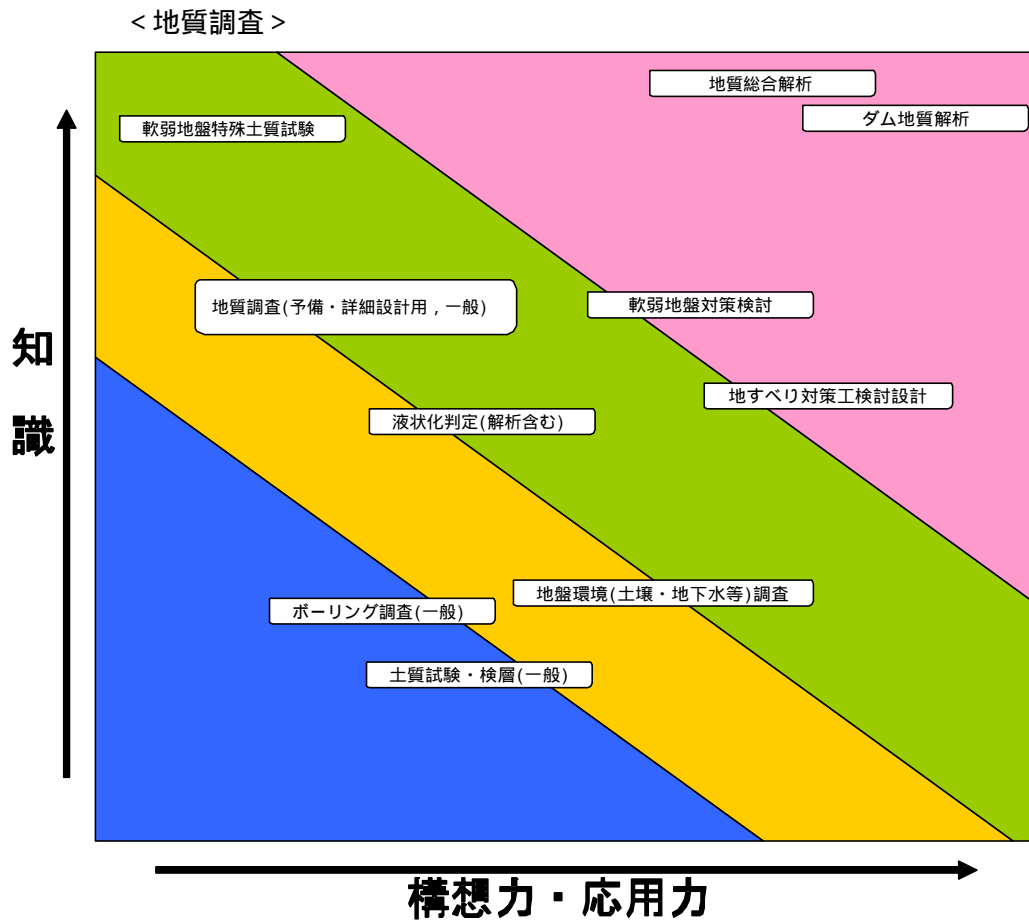 ＜地質調査＞
地質総合解析
ダム地質解析
軟弱地盤特殊土質試験
地質調査(予備・詳細設計用，一般)
軟弱地盤対策検討
知
識
地すべり対策工検討設計
液状化判定(解析含む)
地盤環境(土壌・地下水等)調査
ボーリング調査(一般)
土質試験・検層(一般)
構想力・応用力